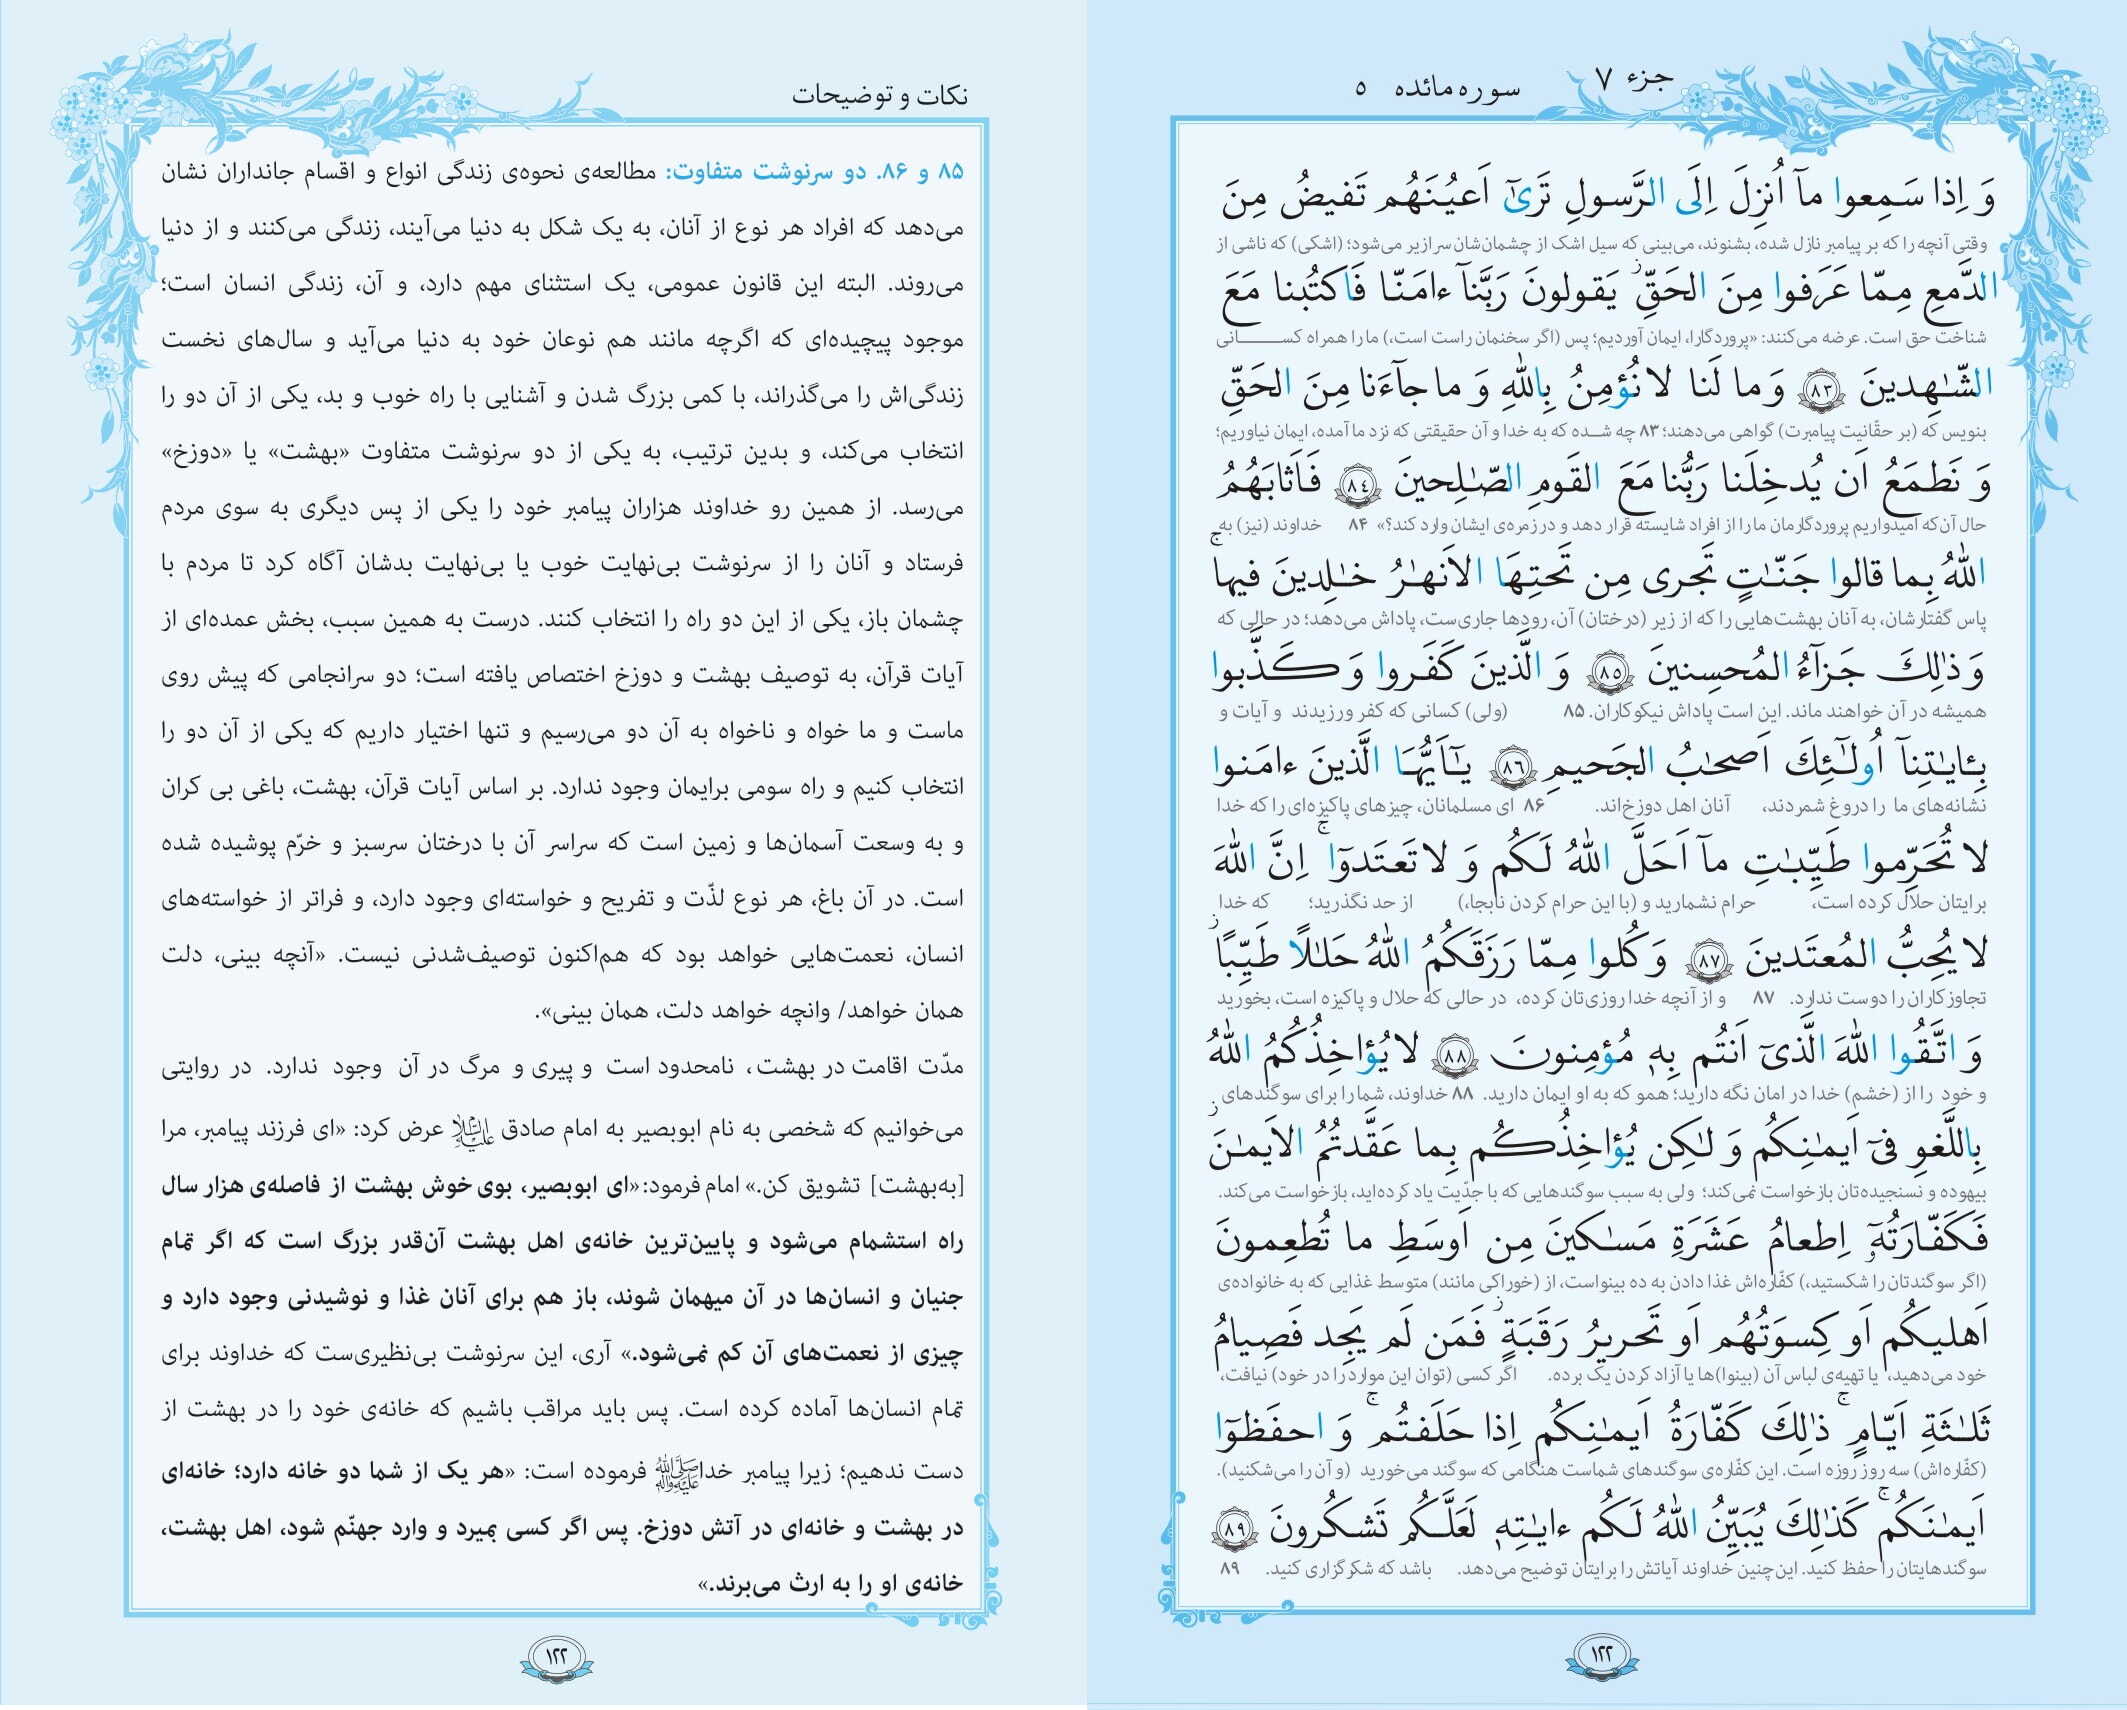 جزء ۷
سوره مائده ۵
وَ اِذا سَمِعوا مآ اُنزِلَ اِلَى الرَّسولِ تَرىٰٓ اَعيُنَهُم تَفيضُ مِنَ
وقتی آنچه را که بر پیامبر نازل شده، بشنوند، می‌بینی که سیل اشک از چشمان‌شان سرازیر می‌شود؛ (اشکی) که ناشی از
الدَّمعِ مِمّا عَرَفوا مِنَ الحَقِّۖ يَقولونَ رَبَّنآ ءامَنّا فَاكتُبنا مَعَ
شناخت حق است. عرضه می‌کنند: «پروردگارا، ایمان آوردیم؛ پس (اگر سخنمان راست است،) ما را همراه کســـــانی
الشّٰهِدينَ ۸۳ وَ ما لَنا لا نُؤمِنُ بِاللهِ وَ ما جآءَنا مِنَ الحَقِّ
بنویس که (بر حقّانیت پیامبرت) گواهی می‌دهند؛ ۸۳ چه شده که به خدا و آن حقیقتی که نزد ما آمده، ایمان نیاوریم؛
وَ نَطمَعُ اَن يُدخِلَنا رَبُّنا مَعَ القَومِ الصّٰلِحينَ ۸٤ فَاَثابَهُمُ
حال آن‌که امیدواریم پروردگارمان ما را از افراد شایسته قرار دهد و در زمره‌ی ایشان وارد کند؟» ۸۴ خداوند (نیز) به
اللهُ بِما قالوا جَنّٰتٍ تَجرى مِن تَحتِهَا الاَنهٰرُ خٰلِدينَ فيهاۚ
پاس گفتارشان، به آنان بهشت‌هایی را که از زیر (درختان) آن، رودها جاری‌ست، پاداش می‌دهد؛ در حالی که
وَ ذٰلِكَ جَزآءُ المُحسِنينَ ۸٥ وَ الَّذينَ كَفَروا وَ كَذَّبوا
همیشه در آن خواهند ماند. این است پاداش نیکوکاران. ۸۵ (ولی) کسانی که کفر ورزیدند و آیات و
بِـٔايٰتِنآ اُولٰٓئِكَ اَصحٰبُ الجَحيمِ ۸٦ يٰٓاَيُّهَا الَّذينَ ءامَنوا
نشانه‌های ما را دروغ شمردند، آنان اهل دوزخ‌اند. ۸۶ ای مسلمانان، چیزهای پاکیزه‌ای را که خدا
لا تُحَرِّموا طَيِّبٰتِ مآ اَحَلَّ اللهُ لَكُم وَ لا تَعتَدوٓاۚ اِنَّ اللهَ
برایتان حلال کرده است، حرام نشمارید و (با این حرام کردن نابجا،) از حد نگذرید؛ که خدا
لا يُحِبُّ المُعتَدينَ ۸۷ وَ كُلوا مِمّا رَزَقَكُمُ اللهُ حَلٰلًا طَيِّبًاۖ
تجاوزکاران را دوست ندارد. ۸۷ و از آنچه خدا روزی‌تان کرده، در حالی که حلال و پاکیزه است، بخورید
وَ اتَّقُوا اللهَ الَّذىٓ اَنتُم بِهٖ مُؤمِنونَ ۸۸ لا يُؤاخِذُكُمُ اللهُ
و خود را از (خشم) خدا در امان نگه دارید؛ همو که به او ایمان دارید. ۸۸ خداوند، شما را برای سوگندهای
بِاللَّغوِ فىٓ اَيمٰنِكُم وَ لٰكِن يُؤاخِذُكُم بِما عَقَّدتُمُ الاَيمٰنَۖ
بیهوده و نسنجیده‌تان بازخواست نمی‌کند؛ ولی به سبب سوگندهایی که با جدّیت یاد کرده‌اید، بازخواست می‌کند.
فَكَفّارَتُهٗٓ اِطعامُ عَشَرَةِ مَسٰكينَ مِن اَوسَطِ ما تُطعِمونَ
(اگر سوگندتان را شکستید،) کفّاره‌اش غذا دادن به ده بینواست، از (خوراکی مانند) متوسط غذایی که به خانواده‌ی
اَهليكُم اَو كِسوَتُهُم اَو تَحريرُ رَقَبَةٍۖ فَمَن لَم يَجِد فَصِيامُ
خود می‌دهید، یا تهیه‌ی لباس آن (بینوا)ها یا آزاد کردن یک برده. اگر کسی (توان این موارد را در خود) نیافت،
ثَلٰثَةِ اَيّامٍۚ ذٰلِكَ كَفّارَةُ اَيمٰنِكُم اِذا حَلَفتُمۚ وَ احفَظوٓا
(کفّاره‌اش) سه روز روزه است. این کفّاره‌ی سوگندهای شماست هنگامی که سوگند می‌خورید (و آن را می‌شکنید).
اَيمٰنَكُمۚ كَذٰلِكَ يُبَيِّنُ اللهُ لَكُم ءايٰتِهٖ لَعَلَّكُم تَشكُرونَ ۸۹
سوگندهایتان را حفظ کنید. این‌چنین خداوند آیاتش را برایتان توضیح می‌دهد. باشد که شکرگزاری کنید. ۸۹
۱۲۲
نکات و توضیحات
۸۵ و ۸۶. دو سرنوشت متفاوت: مطالعه‌ی نحوه‌ی زندگی انواع و اقسام جانداران نشان
می‌دهد که افراد هر نوع از آنان، به یک شکل به دنیا می‌آیند، زندگی می‌کنند و از دنیا
می‌روند. البته این قانون عمومی، یک استثنای مهم دارد، و آن، زندگی انسان است؛
موجود پیچیده‌ای که اگرچه مانند هم نوعان خود به دنیا می‌آید و سال‌های نخست
زندگی‌اش را می‌گذراند، با کمی بزرگ شدن و آشنایی با راه خوب و بد، یکی از آن دو را
انتخاب می‌کند، و بدین ترتیب، به یکی از دو سرنوشت متفاوت «بهشت» یا «دوزخ»
می‌رسد. از همین رو خداوند هزاران پیامبر خود را یکی از پس دیگری به سوی مردم
فرستاد و آنان را از سرنوشت بی‌نهایت خوب یا بی‌نهایت بدشان آگاه کرد تا مردم با
چشمان باز، یکی از این دو راه را انتخاب کنند. درست به همین سبب، بخش عمده‌ای از
آیات قرآن، به توصیف بهشت و دوزخ اختصاص یافته است؛ دو سرانجامی که پیش روی
ماست و ما خواه و ناخواه به آن دو می‌رسیم و تنها اختیار داریم که یکی از آن دو را
انتخاب کنیم و راه سومی برایمان وجود ندارد. بر اساس آیات قرآن، بهشت، باغی بی کران
و به وسعت آسمان‌ها و زمین است که سراسر آن با درختان سرسبز و خرّم پوشیده شده
است. در آن باغ، هر نوع لذّت و تفریح و خواسته‌ای وجود دارد، و فراتر از خواسته‌های
انسان، نعمت‌هایی خواهد بود که هم‌اکنون توصیف‌شدنی نیست. «آنچه بینی، دلت
همان خواهد/ وانچه خواهد دلت، همان بینی».
مدّت اقامت در بهشت، نامحدود است و پیری و مرگ در آن وجود ندارد. در روایتی
می‌خوانیم که شخصی به نام ابوبصیر به امام صادق علیه‌السلام عرض کرد: «ای فرزند پیامبر، مرا
[به‌بهشت] تشویق کن.» امام فرمود: «ای ابوبصیر، بوی خوش بهشت از فاصله‌ی هزار سال
راه استشمام می‌شود و پایین‌ترین خانه‌ی اهل بهشت آن‌قدر بزرگ است که اگر تمام
جنیان و انسان‌ها در آن میهمان شوند، باز هم برای آنان غذا و نوشیدنی وجود دارد و
چیزی از نعمت‌های آن کم نمی‌شود.» آری، این سرنوشت بی‌نظیری‌ست که خداوند برای
تمام انسان‌ها آماده کرده است. پس باید مراقب باشیم که خانه‌ی خود را در بهشت از
دست ندهیم؛ زیرا پیامبر خدا ﷺ فرموده است: «هر یک از شما دو خانه دارد؛ خانه‌ای
در بهشت و خانه‌ای در آتش دوزخ. پس اگر کسی بمیرد و وارد جهنّم شود، اهل بهشت،
خانه‌ی او را به ارث می‌برند.»
۱۲۲